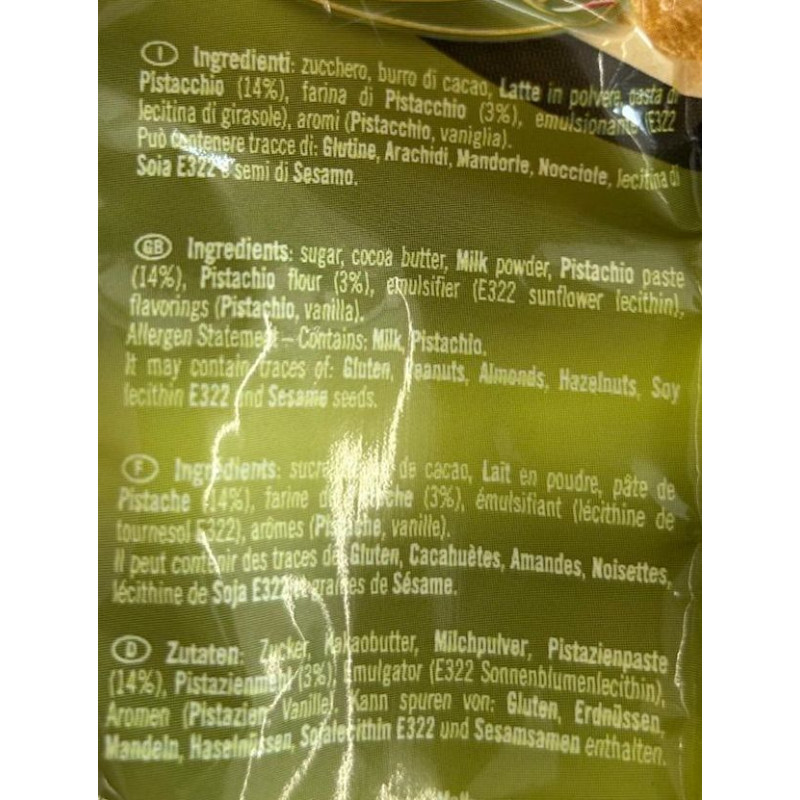 I Ingredienti: zucchero, burro di cacao, Latte in polvere, pasta di
Pistacchio (14%), farina di Pistacchio (3%), emulsionante (E322
lecitina di girasole), aromi (Pistacchio, vaniglia).
Può contenere tracce di: Glutine, Arachidi, Mandorle, Nocciole, lecitina di
Soia E322 e semi di Sesamo.
GB Ingredients: sugar, cocoa butter, Milk powder, Pistachio paste
(14%), Pistachio flour (3%), emulsifier (E322 sunflower lecithin),
flavorings (Pistachio, vanilla).
Allergen Statement – Contains: Milk, Pistachio.
It may contain traces of: Gluten, Peanuts, Almonds, Hazelnuts, Soy
lecithin E322 and Sesame seeds.
F Ingrédients: sucre de cacao, Lait en poudre, pâte de
Pistache (14%), farine de Pistache (3%), émulsifiant (lécithine de
tournesol E322), arômes (Pistache, vanille).
Il peut contenir des traces de Gluten, Cacahuètes, Amandes, Noisettes,
lécithine de Soja E322 et graines de Sésame.
D Zutaten: Zucker, Kakaobutter, Milchpulver, Pistazienpaste
(14%), Pistazienmehl (3%), Emulgator (E322 Sonnenblumenlecithin),
Aromen (Pistazien, Vanille). Kann spuren von: Gluten, Erdnüssen,
Mandeln, Haselnüssen, Sojalecithin E322 und Sesamsamen enthalten.